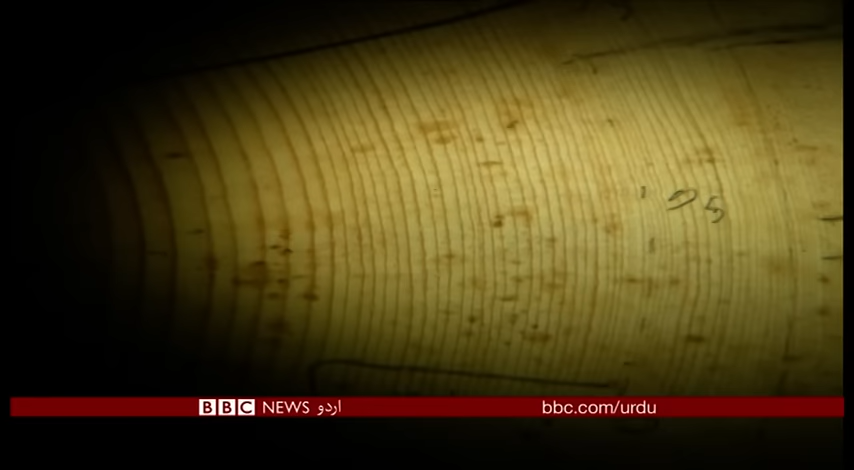 BBC NEWS اردو
bbc.com/urdu